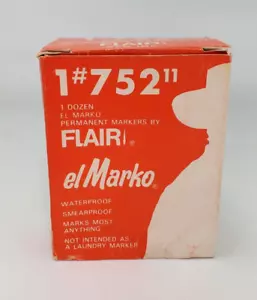 1#752"
1 DOZEN
EL MARKO
PERMANENT MARKERS BY
FLAIR ®
el Marko®
WATERPROOF
SMEARPROOF
MARKS MOST
ANYTHING
NOT INTENDED AS
A LAUNDRY MARKER